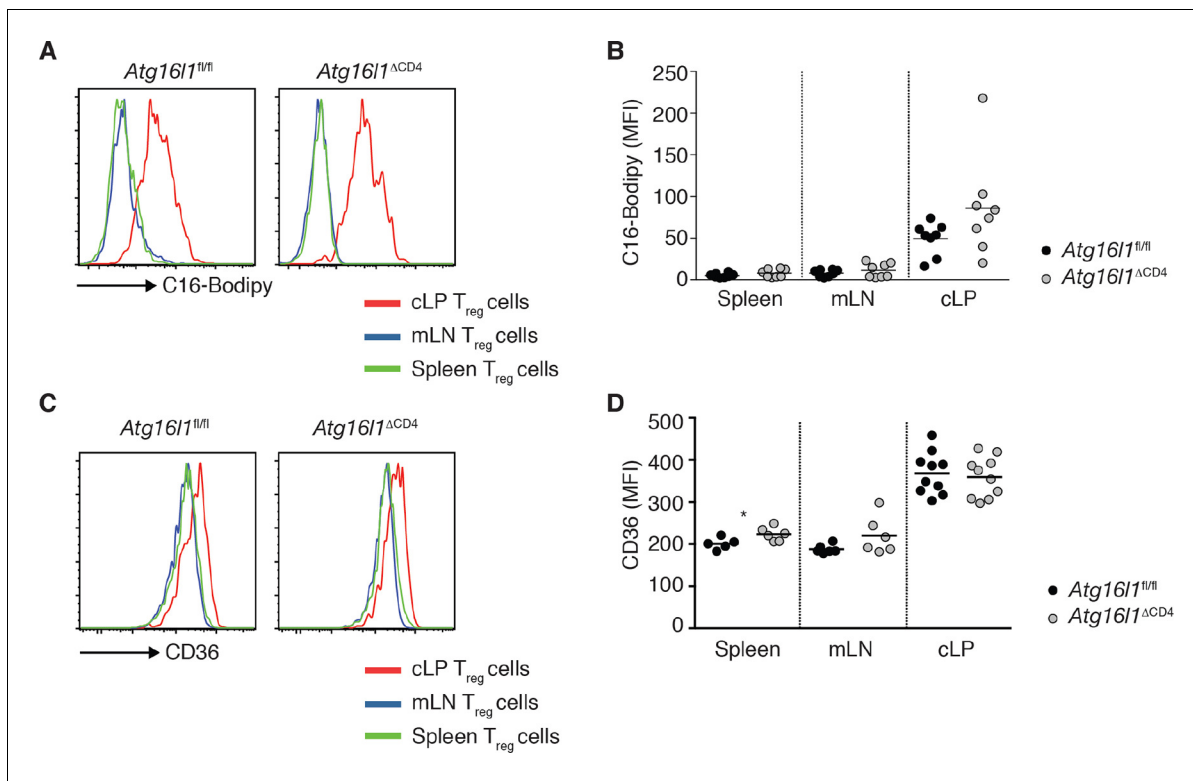 A
Atg16l1fl/fl
Atg16l1ΔCD4
C16-Bodipy
cLP Treg cells
mLN Treg cells
Spleen Treg cells
B
C16-Bodipy (MFI)
250
200
150
100
50
0
Spleen mLN cLP
Atg16l1fl/fl
Atg16l1ΔCD4
C
Atg16l1fl/fl
Atg16l1ΔCD4
CD36
cLP Treg cells
mLN Treg cells
Spleen Treg cells
D
CD36 (MFI)
500
400
300
200
100
0
*
Spleen mLN cLP
Atg16l1fl/fl
Atg16l1ΔCD4